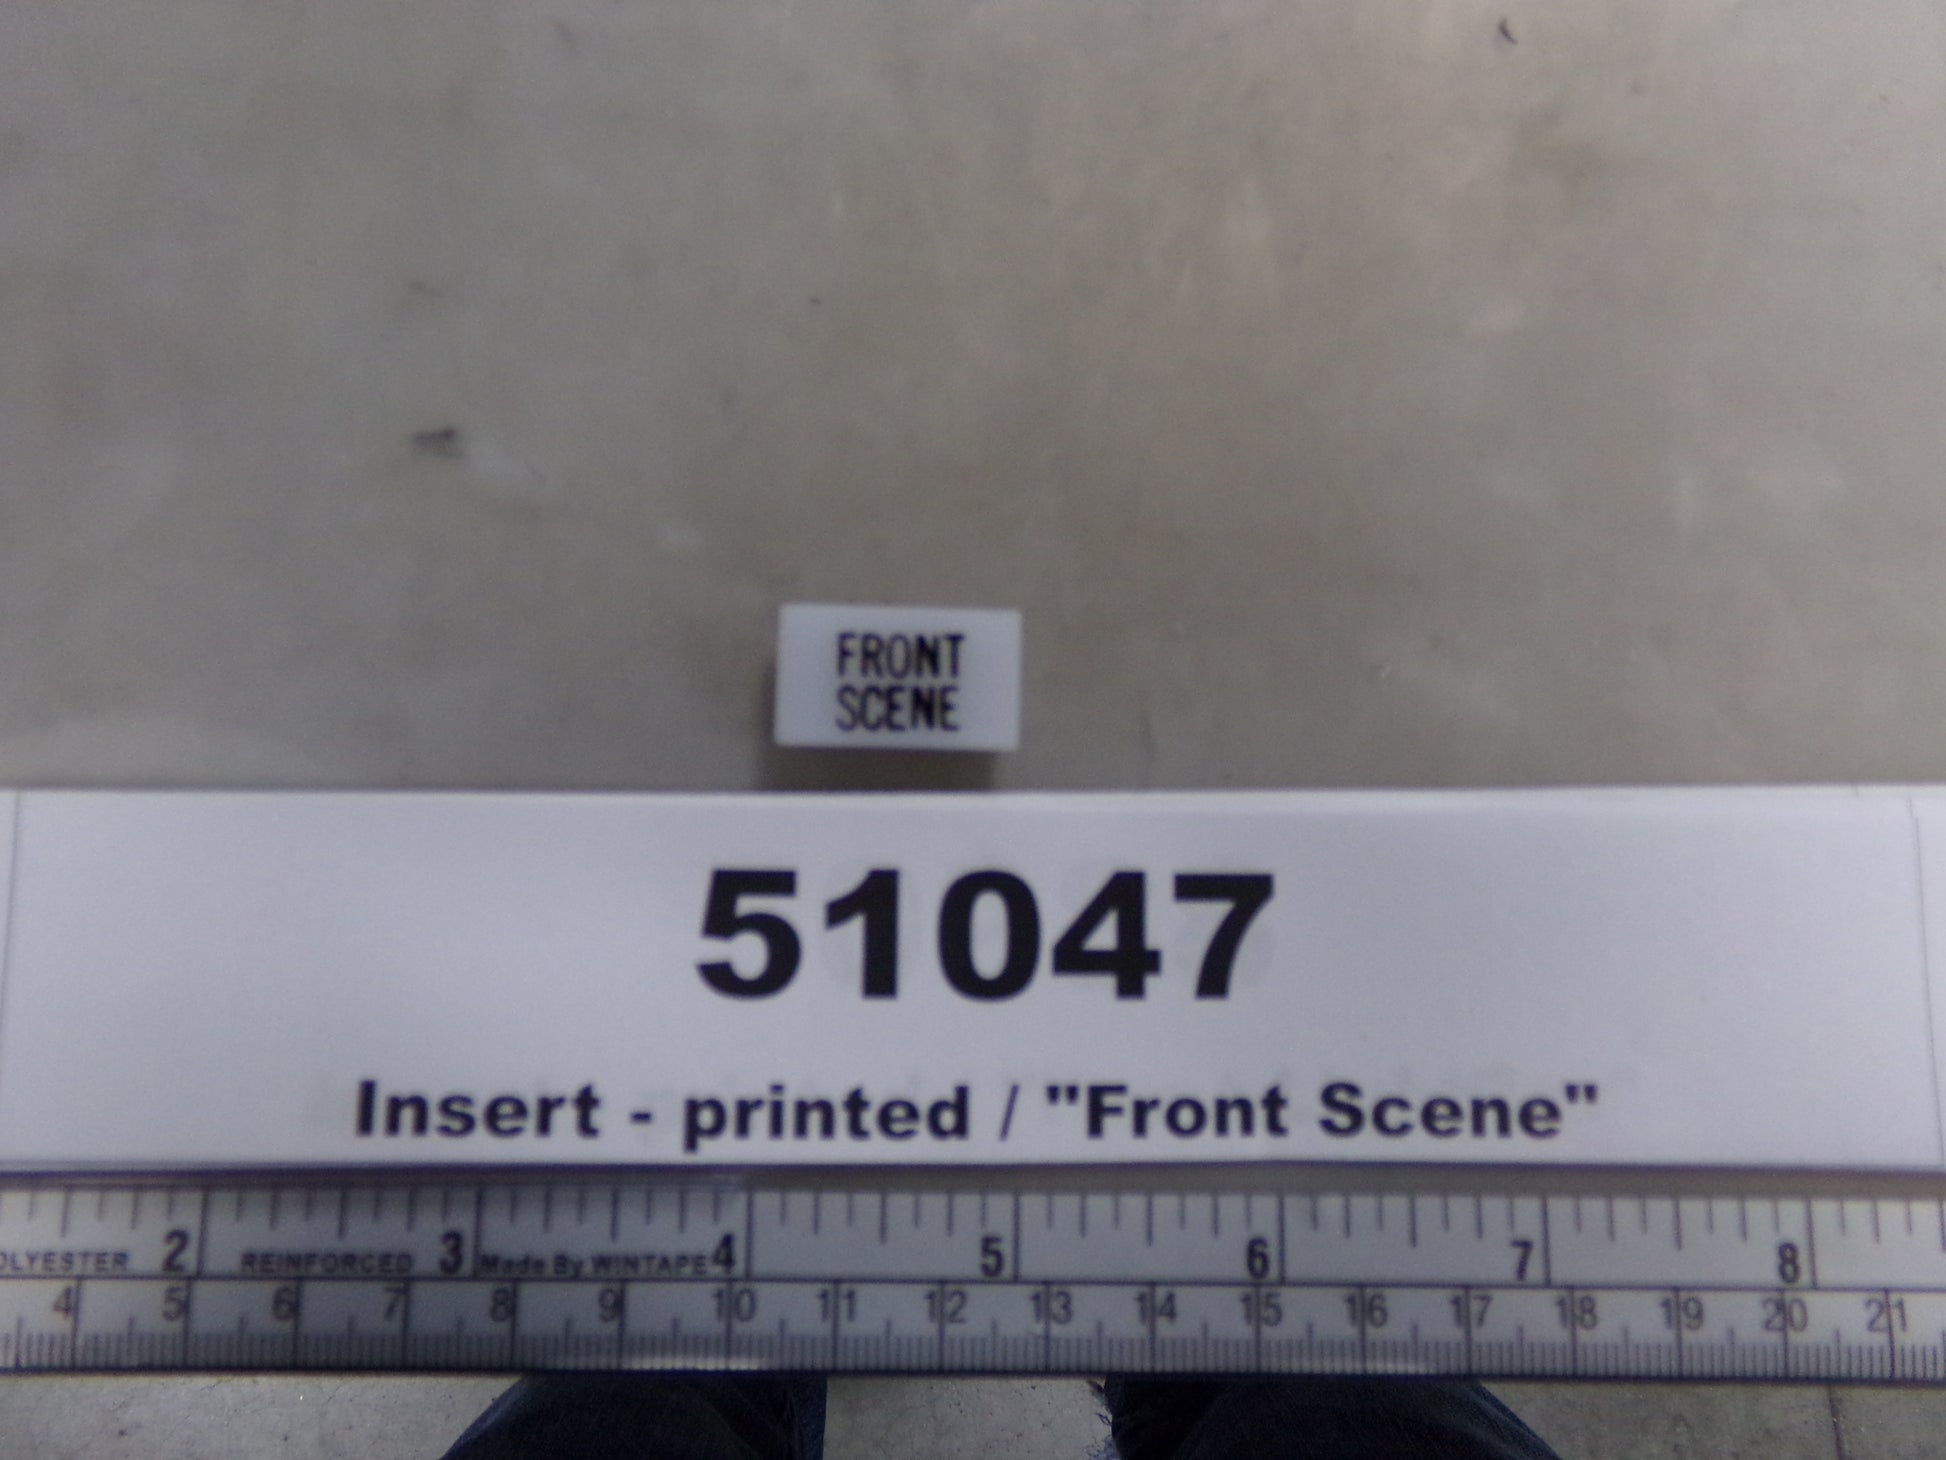 FRONT
SCENE
51047
Insert - printed / "Front Scene"
2 REINFORCED 3 Made By WINTAPE 4 5 6 7 8
4 5 6 7 8 9 10 11 12 13 14 15 16 17 18 19 20 21